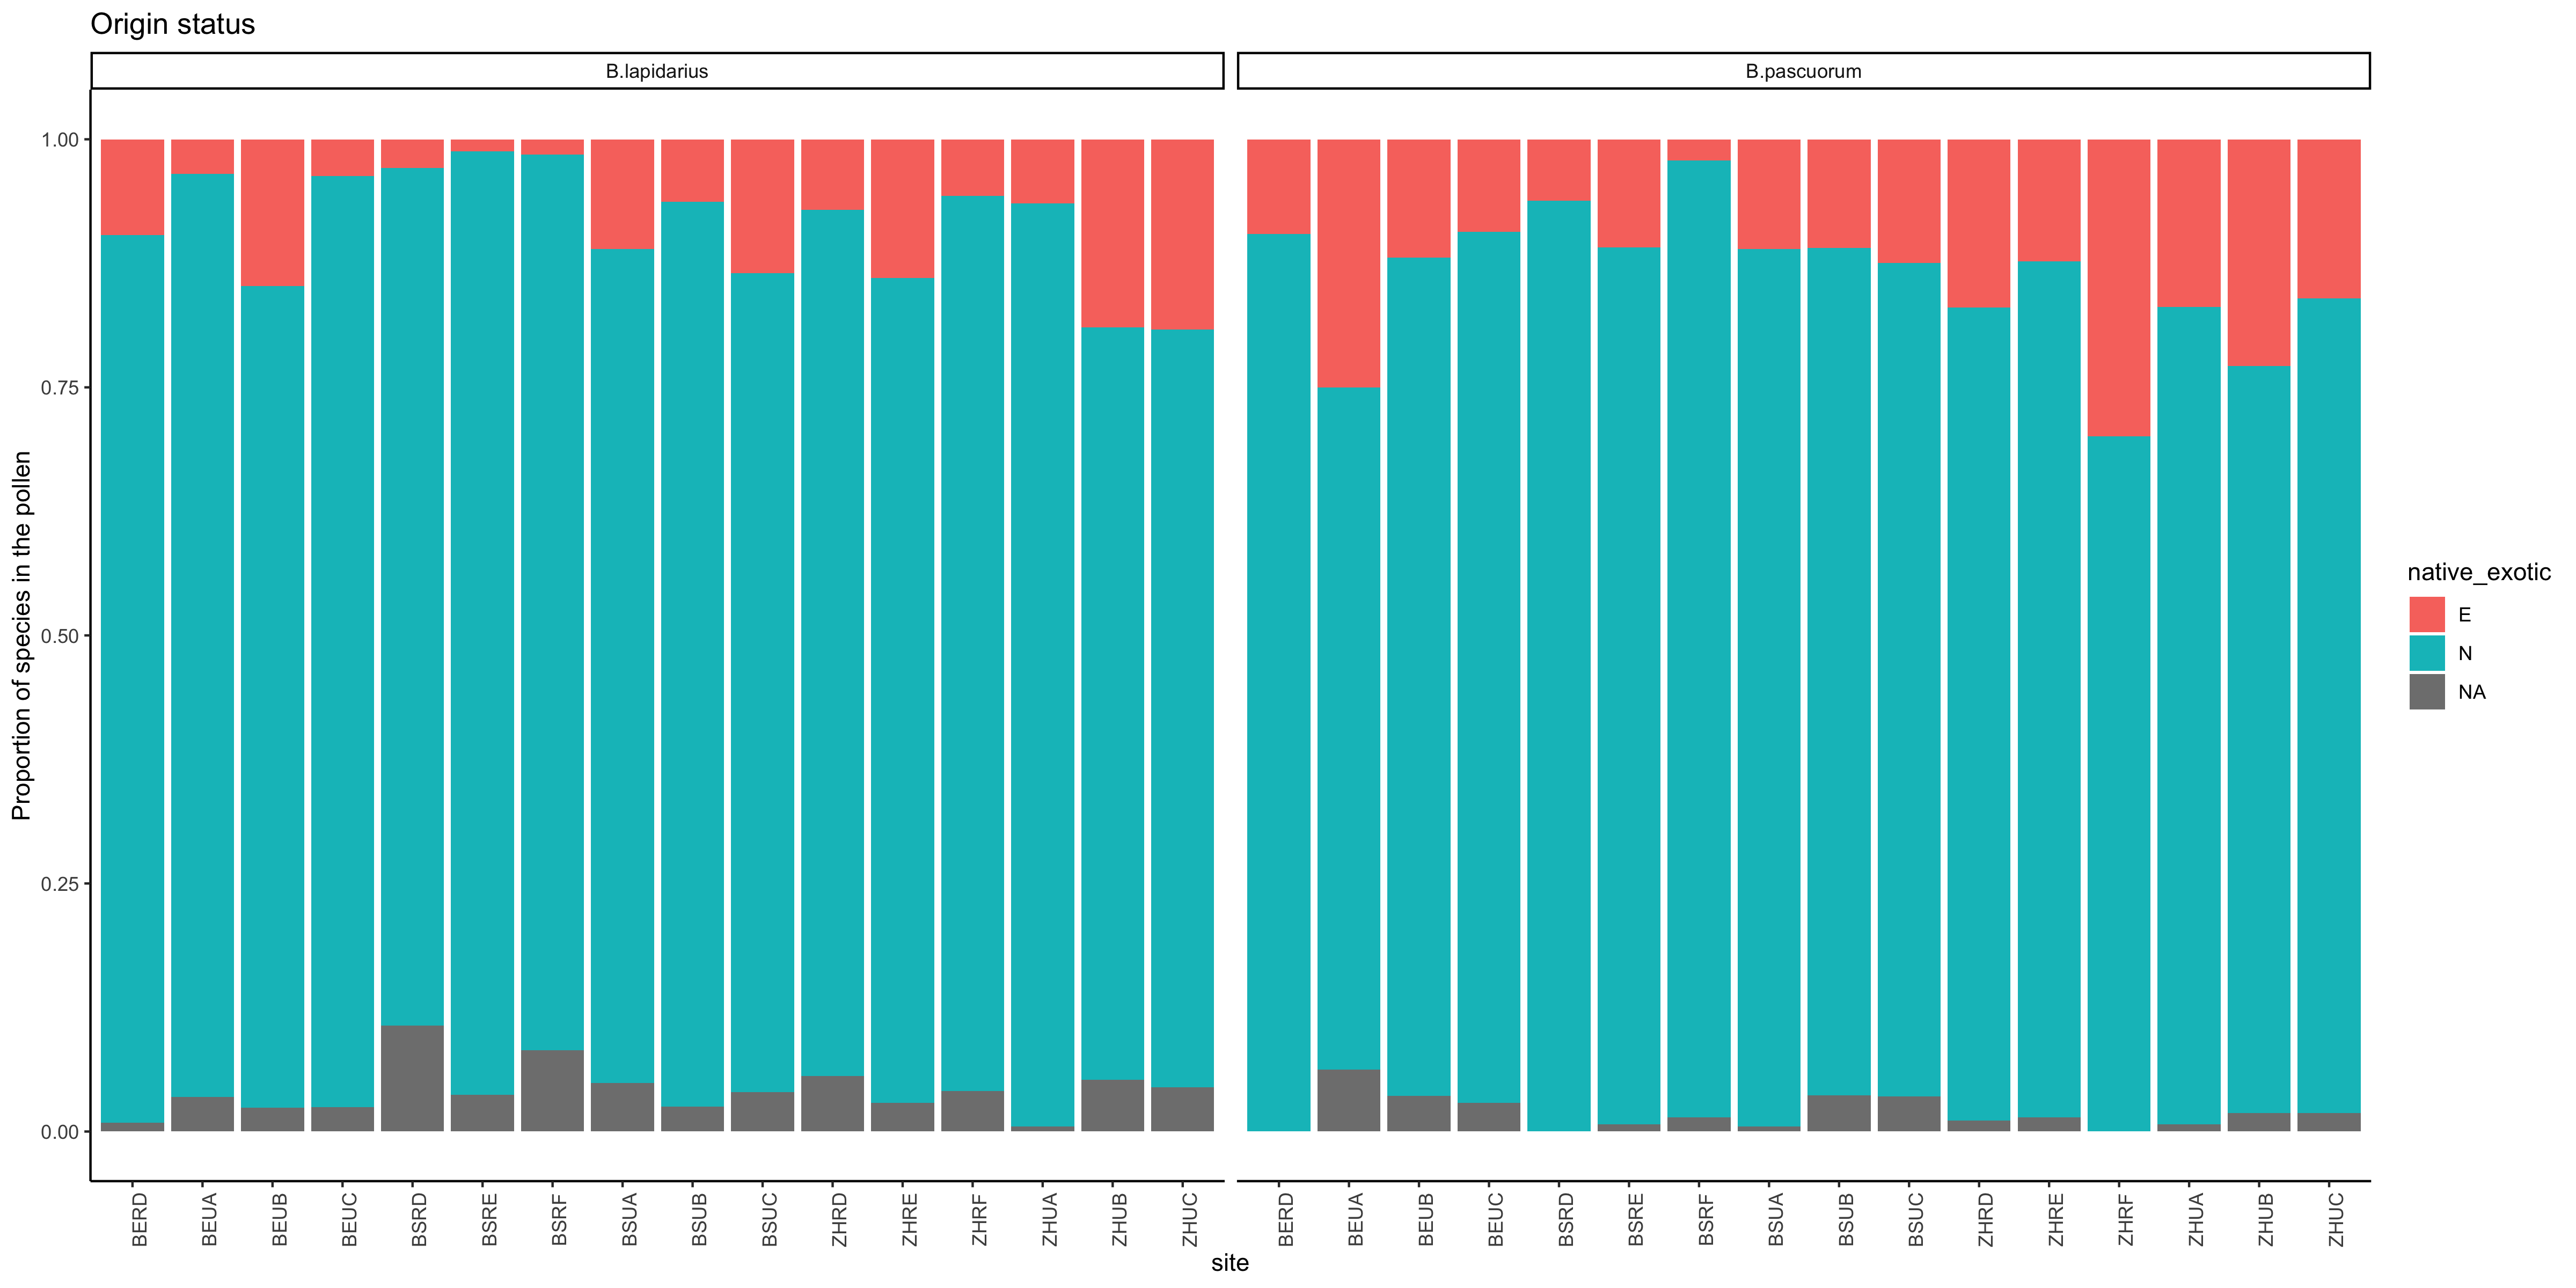 Origin status
B.lapidarius
B.pascuorum
Proportion of species in the pollen
1.00
0.75
0.50
0.25
0.00
BERD
BEUA
BEUB
BEUC
BSRD
BSRE
BSRF
BSUA
BSUB
BSUC
ZHRD
ZHRE
ZHRF
ZHUA
ZHUB
ZHUC
BERD
BEUA
BEUB
BEUC
BSRD
BSRE
BSRF
BSUA
BSUB
BSUC
ZHRD
ZHRE
ZHRF
ZHUA
ZHUB
ZHUC
site
native_exotic
E
N
NA